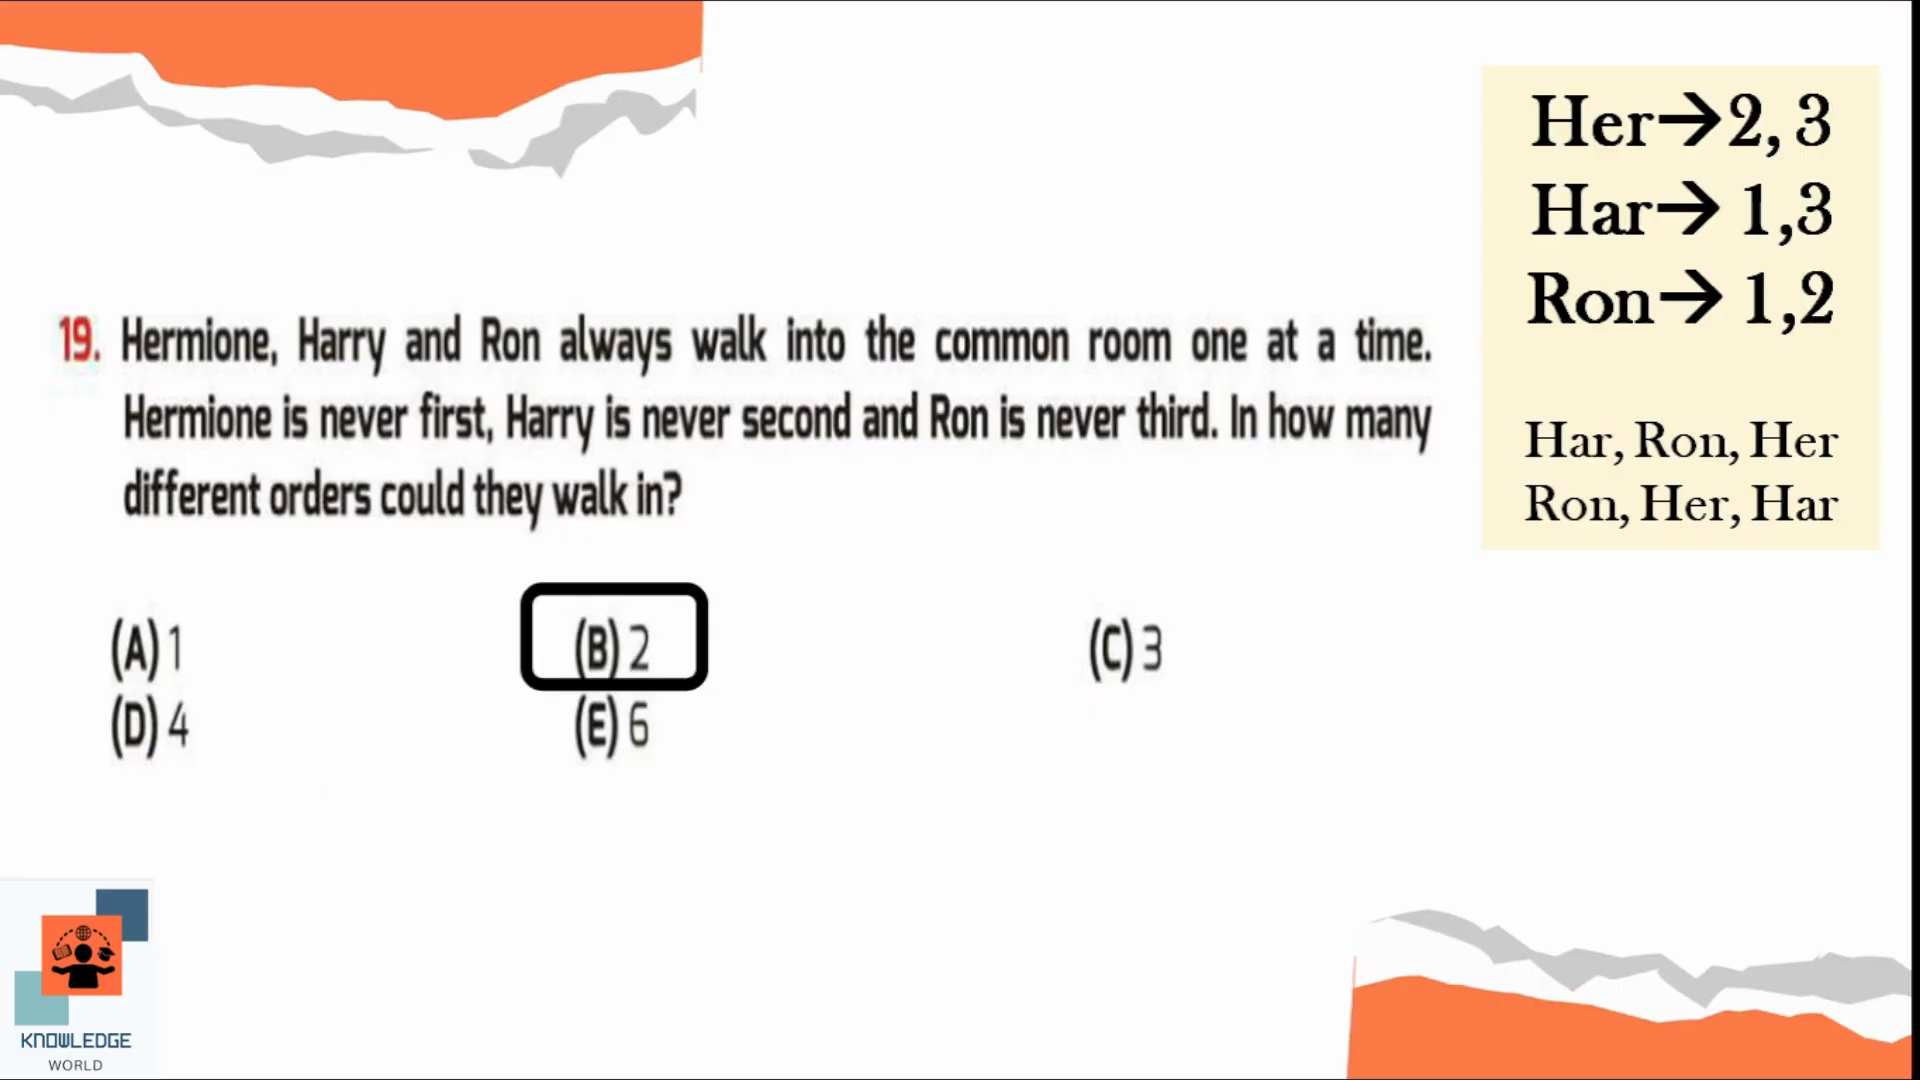 Her→2, 3
Har→ 1,3
Ron→ 1,2
Har, Ron, Her
Ron, Her, Har
19. Hermione, Harry and Ron always walk into the common room one at a time.
Hermione is never first, Harry is never second and Ron is never third. In how many
different orders could they walk in?
(A) 1 (B) 2 (C) 3
(D) 4 (E) 6
KNOWLEDGE
WORLD